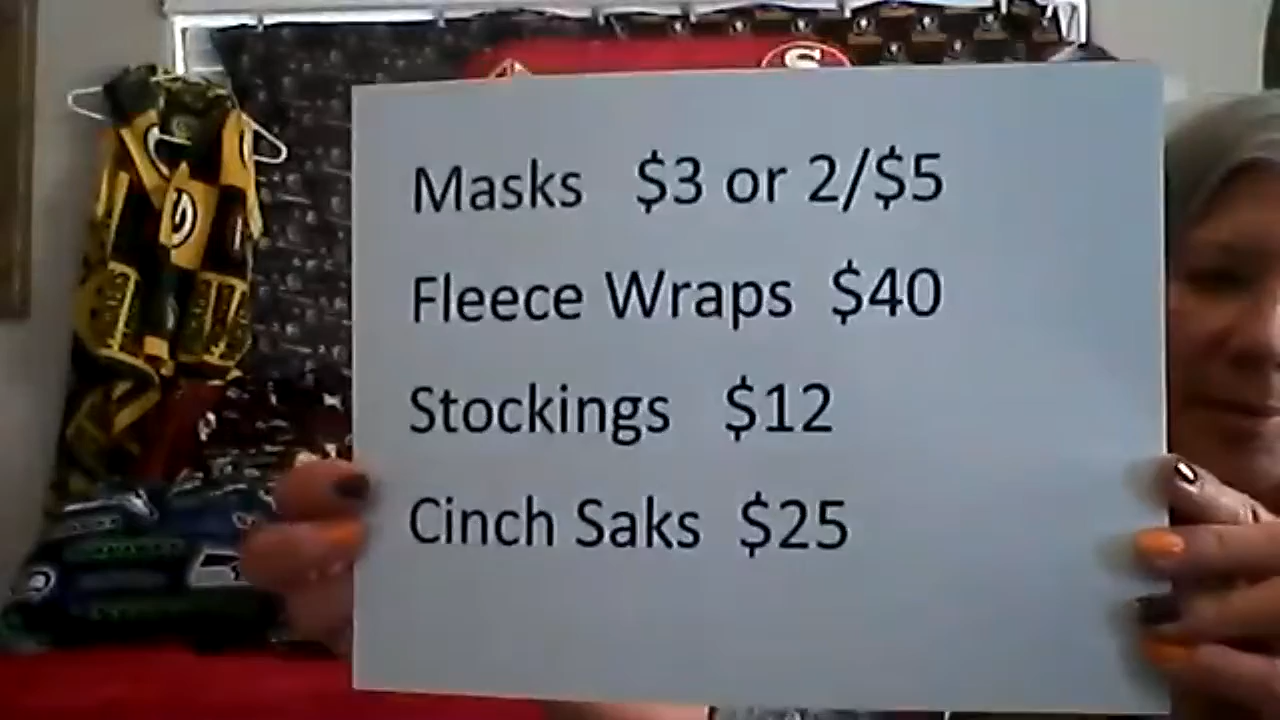 Masks $3 or 2/$5
Fleece Wraps $40
Stockings $12
Cinch Saks $25